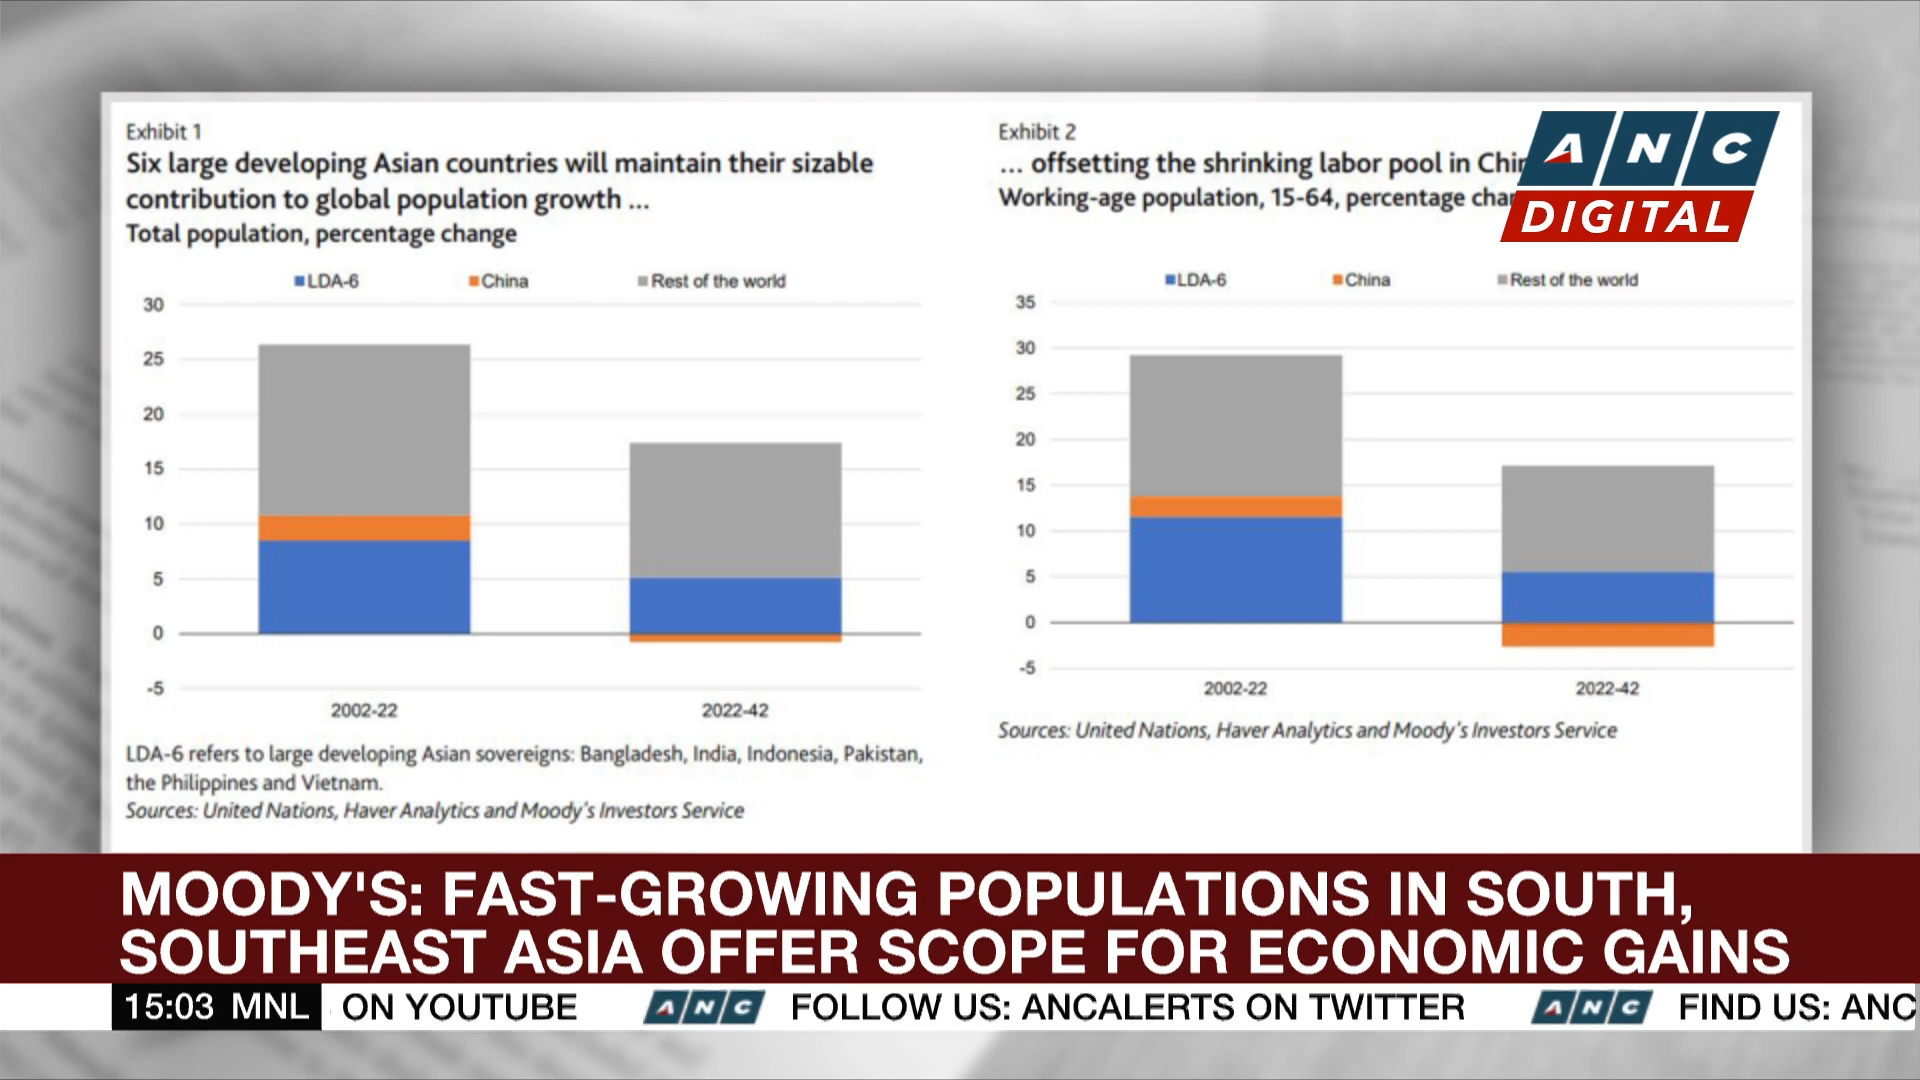 Exhibit 1
Six large developing Asian countries will maintain their sizable
contribution to global population growth ...
Total population, percentage change
LDA-6 China Rest of the world
30
25
20
15
10
5
0
-5
2002-22 2022-42
LDA-6 refers to large developing Asian sovereigns: Bangladesh, India, Indonesia, Pakistan,
the Philippines and Vietnam.
Sources: United Nations, Haver Analytics and Moody's Investors Service
Exhibit 2
... offsetting the shrinking labor pool in
Working-age population, 15-64, percentage
LDA-6 China Rest of the world
35
30
25
20
15
10
5
0
-5
2002-22 2022-42
Sources: United Nations, Haver Analytics and Moody's Investors Service
ANC
DIGITAL
MOODY'S: FAST-GROWING POPULATIONS IN SOUTH,
SOUTHEAST ASIA OFFER SCOPE FOR ECONOMIC GAINS
15:03 MNL ON YOUTUBE ANC FOLLOW US: ANCALERTS ON TWITTER ANC FIND US: ANC